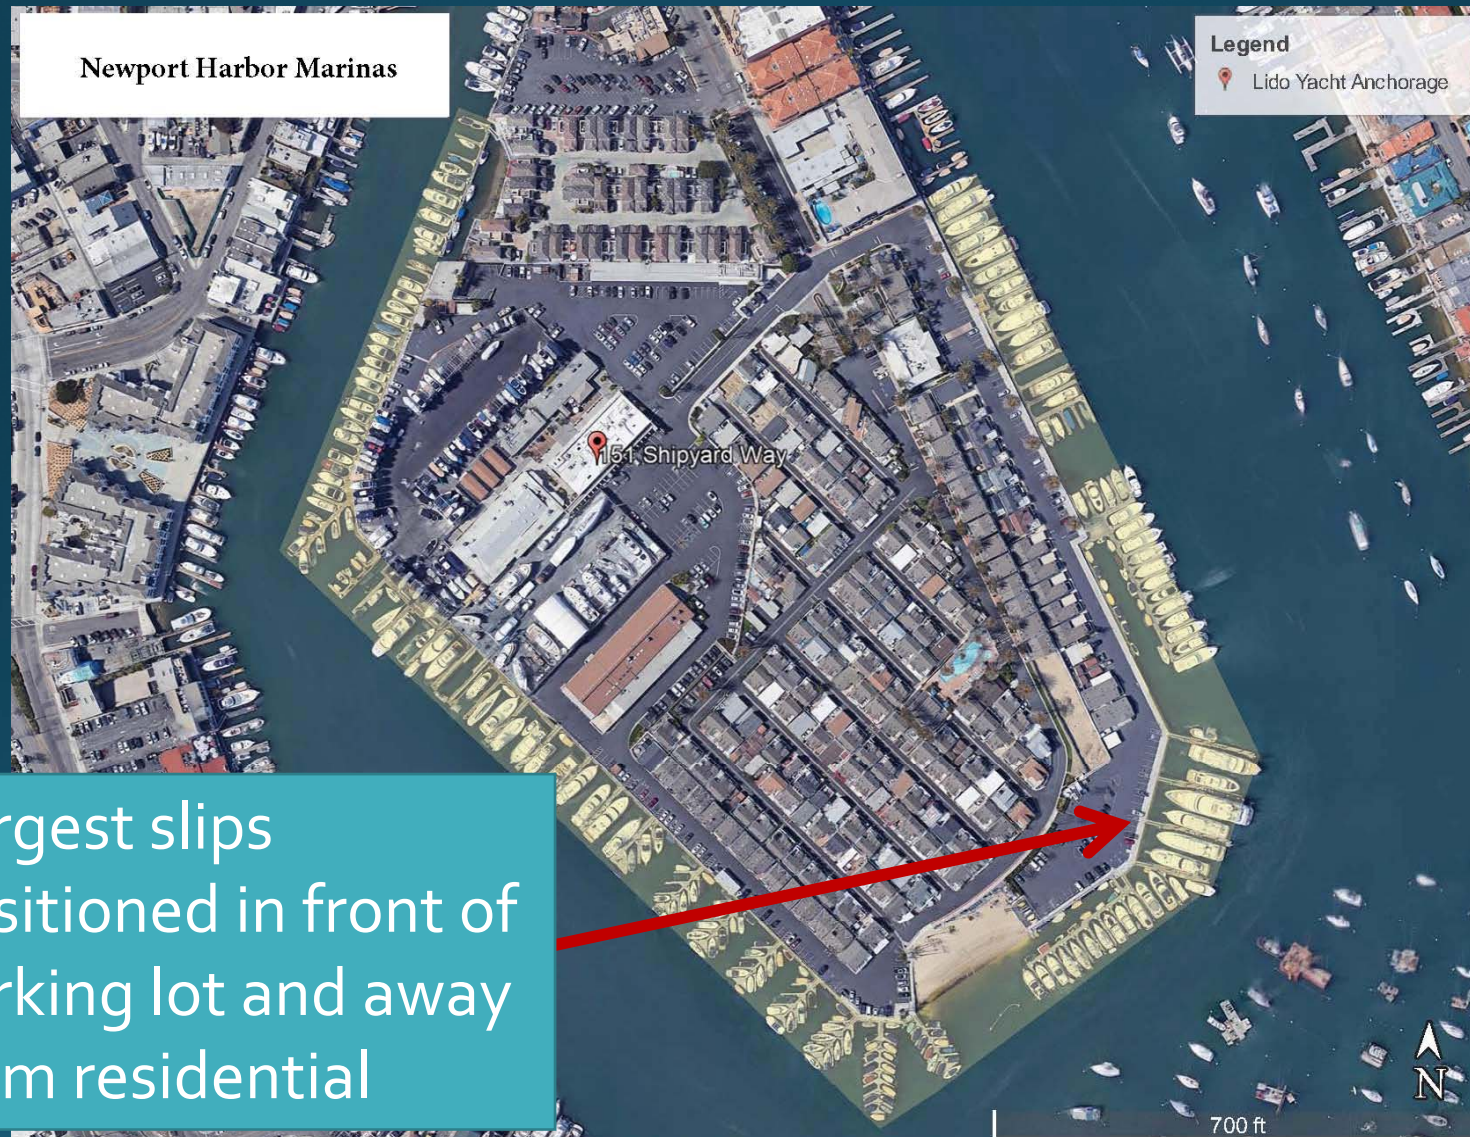 Newport Harbor Marinas
Legend
Lido Yacht Anchorage
151 Shipyard Way
rgest slips
sitioned in front of
rking lot and away
m residential
N
700 ft